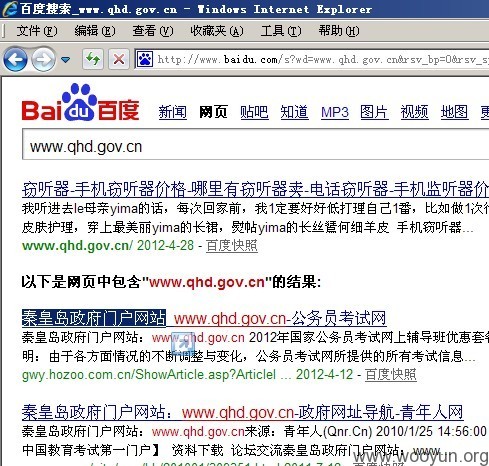 百度搜索_www.qhd.gov.cn - Windows Internet Explorer
文件(F) 编辑(E) 查看(V) 收藏夹(A) 工具(T) 帮助(H)
http://www.baidu.com/s?wd=www.qhd.gov.cn&rsv_bp=0&rsv_s
Bai du 百度 新闻 网页 贴吧 知道 MP3 图片 视频 地图
www.qhd.gov.cn
窃听器-手机窃听器价格-哪里有窃听器卖-电话窃听器-手机监听器价
我听进去le母亲yima的话，每次回家前，我1定要好好低打理自己1番，比如做1次
皮肤护理，穿上最美丽yima的长裙，熨帖yima的长丝袜何细羊皮 手机窃听器...
www.qhd.gov.cn/ 2012-4-28 - 百度快照
以下是网页中包含"www.qhd.gov.cn"的结果:
秦皇岛政府门户网站_www.qhd.gov.cn-公务员考试网
秦皇岛政府门户网站：www.qhd.gov.cn 2012年国家公务员考试网上辅导班优惠套
明：由于各方面情况的不断调整与变化，公务员考试网所提供的所有考试信息...
gwy.hozoo.com.cn/ShowArticle.asp?Articlel ... 2012-4-12 - 百度快照
秦皇岛政府门户网站：www.qhd.gov.cn-政府网址导航-青年人网
秦皇岛政府门户网站：www.qhd.gov.cn来源：青年人(Qnr.Cn) 2010/1/25 14:56:00
中国教育考试第一门户】 资料下载 论坛交流秦皇岛政府门户网站：www.
www.wooyun.org